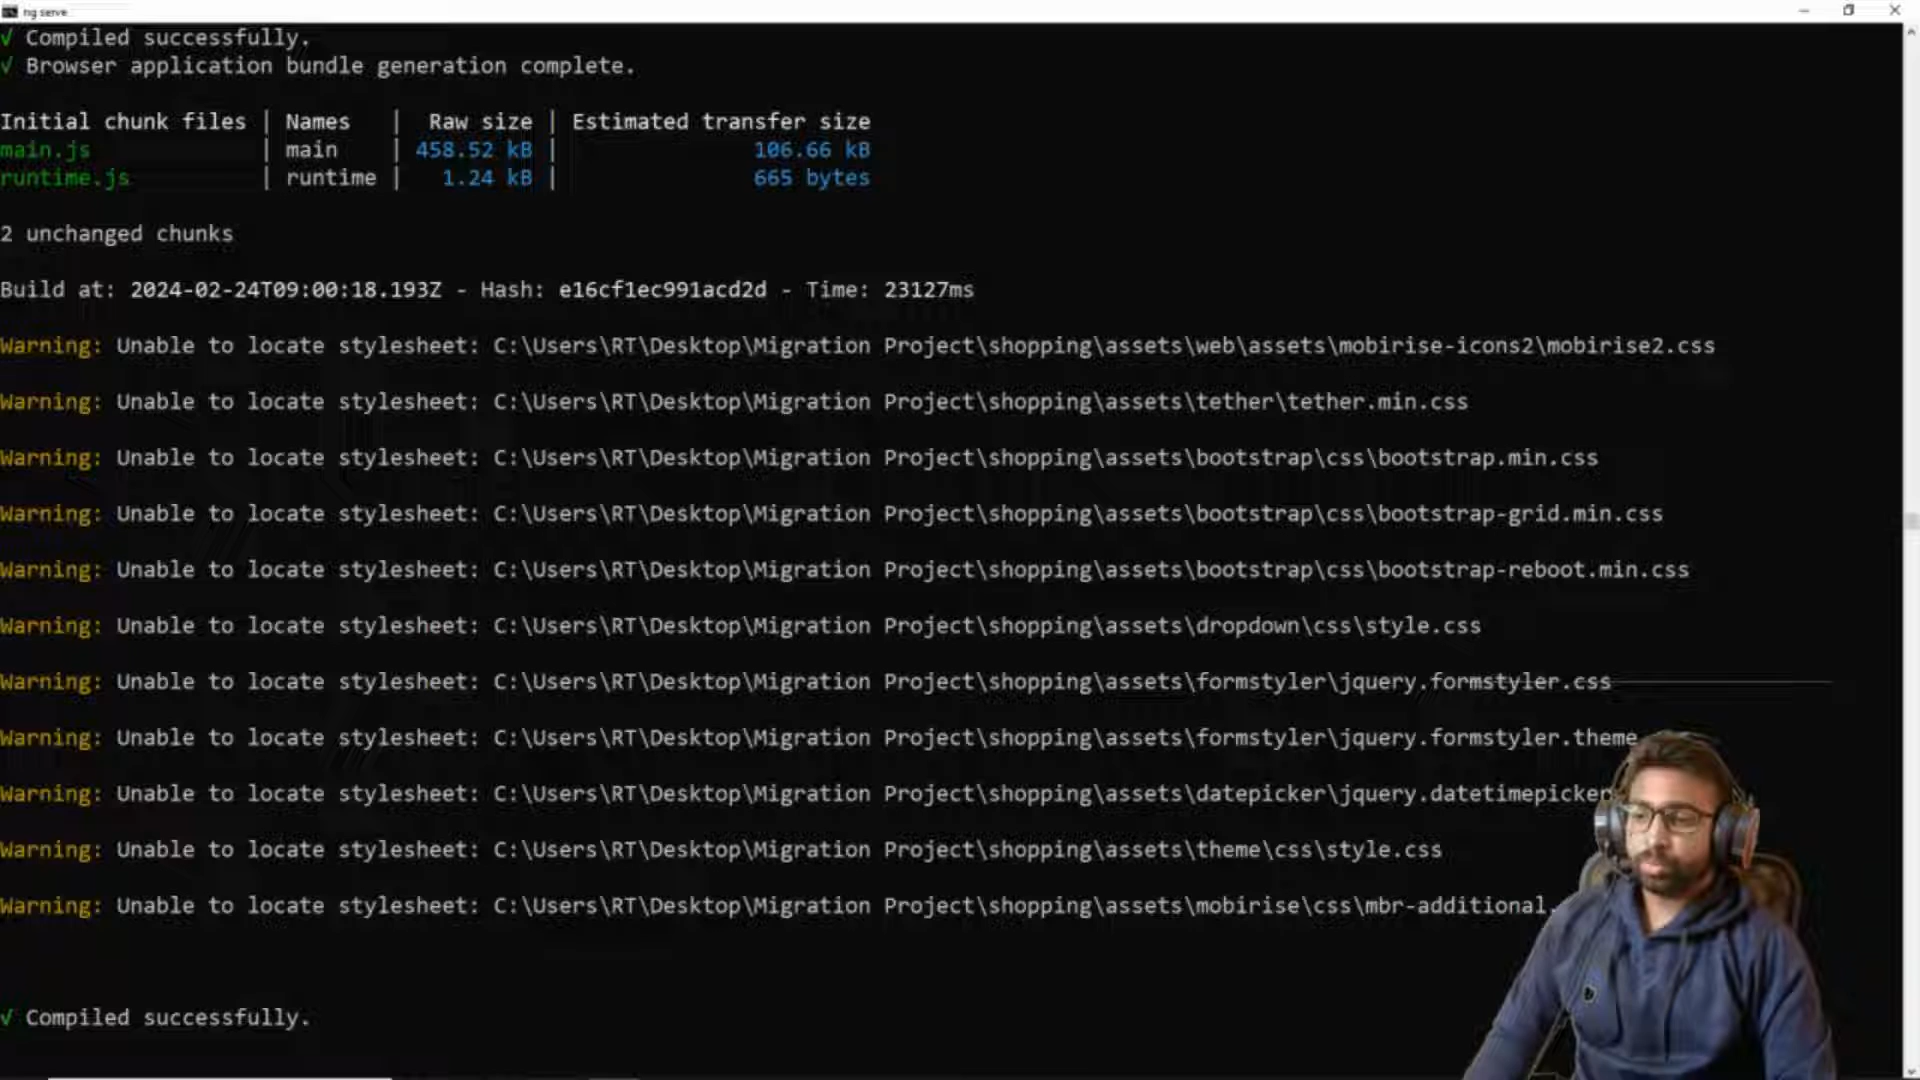 ng serve
√ Compiled successfully.
√ Browser application bundle generation complete.
Initial chunk files | Names | Raw size | Estimated transfer size
main.js | main | 458.52 kB | 106.66 kB
runtime.js | runtime | 1.24 kB | 665 bytes
2 unchanged chunks
Build at: 2024-02-24T09:00:18.193Z - Hash: e16cf1ec991acd2d - Time: 23127ms
Warning: Unable to locate stylesheet: C:\Users\RT\Desktop\Migration Project\shopping\assets\web\assets\mobirise-icons2\mobirise2.css
Warning: Unable to locate stylesheet: C:\Users\RT\Desktop\Migration Project\shopping\assets\tether\tether.min.css
Warning: Unable to locate stylesheet: C:\Users\RT\Desktop\Migration Project\shopping\assets\bootstrap\css\bootstrap.min.css
Warning: Unable to locate stylesheet: C:\Users\RT\Desktop\Migration Project\shopping\assets\bootstrap\css\bootstrap-grid.min.css
Warning: Unable to locate stylesheet: C:\Users\RT\Desktop\Migration Project\shopping\assets\bootstrap\css\bootstrap-reboot.min.css
Warning: Unable to locate stylesheet: C:\Users\RT\Desktop\Migration Project\shopping\assets\dropdown\css\style.css
Warning: Unable to locate stylesheet: C:\Users\RT\Desktop\Migration Project\shopping\assets\formstyler\jquery.formstyler.css
Warning: Unable to locate stylesheet: C:\Users\RT\Desktop\Migration Project\shopping\assets\formstyler\jquery.formstyler.theme
Warning: Unable to locate stylesheet: C:\Users\RT\Desktop\Migration Project\shopping\assets\datepicker\jquery.datetimepicker
Warning: Unable to locate stylesheet: C:\Users\RT\Desktop\Migration Project\shopping\assets\theme\css\style.css
Warning: Unable to locate stylesheet: C:\Users\RT\Desktop\Migration Project\shopping\assets\mobirise\css\mbr-additional.
√ Compiled successfully.